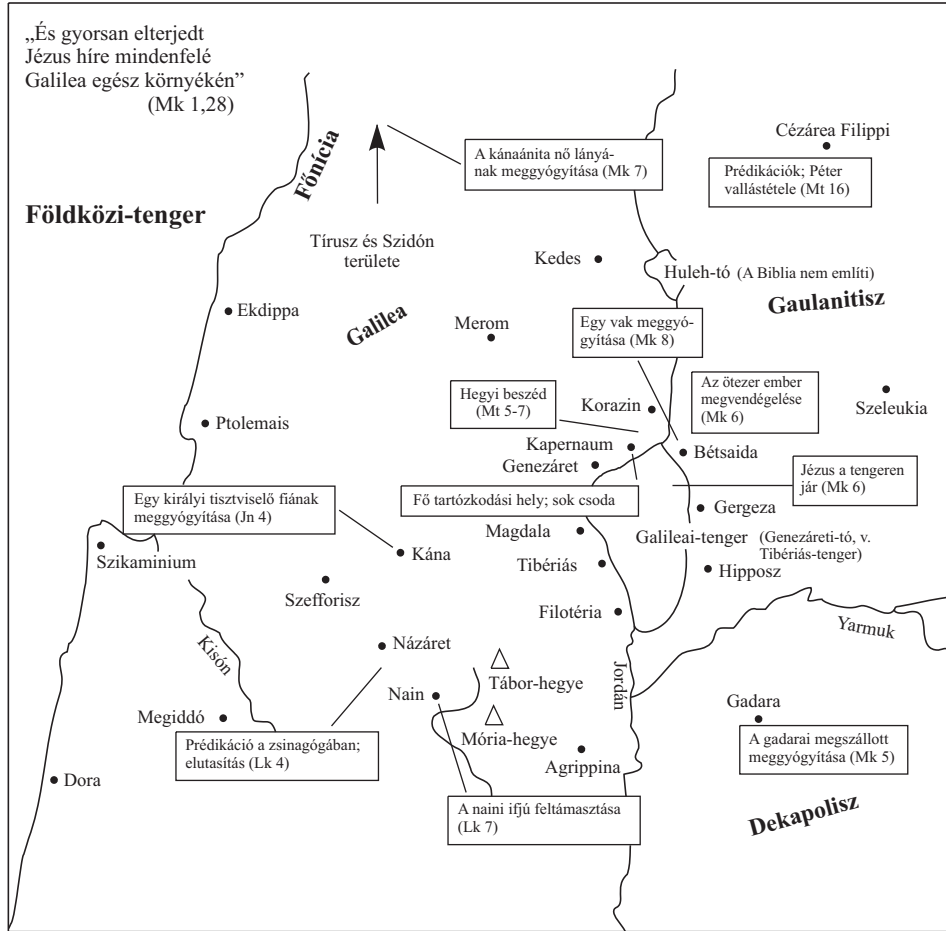 „És gyorsan elterjedt
Jézus híre mindenfelé
Galilea egész környékén”
(Mk 1,28)
Földközi-tenger
Főnícia
A kánaánita nő lányá-
nak meggyógyítása (Mk 7)
Cézárea Filippi
Prédikációk; Péter
vallástétele (Mt 16)
Tírusz és Szidón
területe
Kedes
Huleh-tó (A Biblia nem említi)
Gaulanitisz
Ekdippa
Galilea
Merom
Egy vak meggyó-
gyítása (Mk 8)
Hegyi beszéd
(Mt 5-7)
Korazin
Az ötezer ember
megvendégelése
(Mk 6)
Szeleukia
Ptolemais
Kapernaum
Genezáret
Bétsaida
Jézus a tengeren
jár (Mk 6)
Egy királyi tisztviselő fiának
meggyógyítása (Jn 4)
Fő tartózkodási hely; sok csoda
Gergeza
Magdala
Galileai-tenger (Genezáreti-tó, v.
Tibériás-tenger)
Szikaminium
Kána
Tibériás
Hipposz
Szefforisz
Filotéria
Yarmuk
Kisón
Názáret
Tábor-hegye
Jordán
Nain
Megiddó
Mória-hegye
Gadara
Prédikáció a zsinagógában;
elutasítás (Lk 4)
A gadarai megszállott
meggyógyítása (Mk 5)
Agrippina
Dora
A naini ifjú feltámasztása
(Lk 7)
Dekapolisz